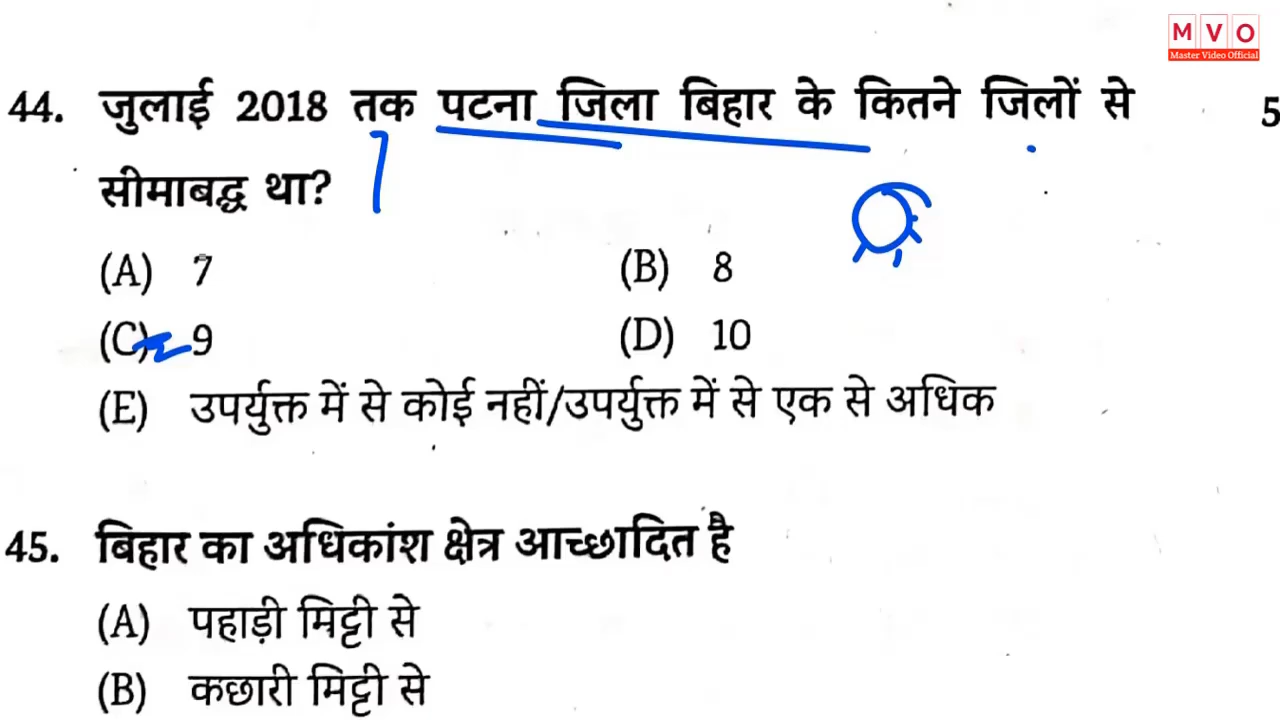 M V O
Master Video Official
44. जुलाई 2018 तक पटना जिला बिहार के कितने जिलों से
5
सीमाबद्ध था?
(A) 7
(B) 8
(C) 9
(D) 10
(E) उपर्युक्त में से कोई नहीं/उपर्युक्त में से एक से अधिक
45. बिहार का अधिकांश क्षेत्र आच्छादित है
(A) पहाड़ी मिट्टी से
(B) कछारी मिट्टी से